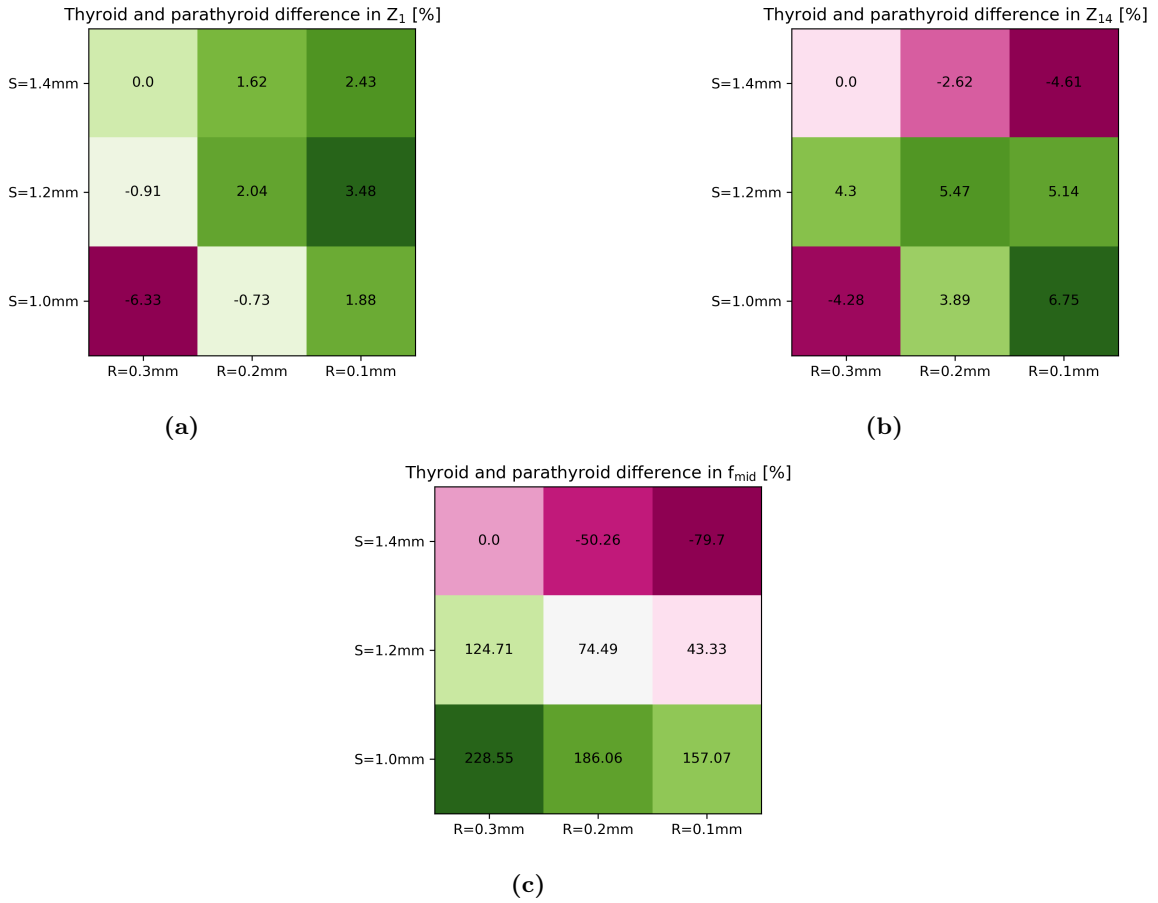 Thyroid and parathyroid difference in Z₁ [%]
S=1.4mm 0.0 1.62 2.43
S=1.2mm -0.91 2.04 3.48
S=1.0mm -6.33 -0.73 1.88
R=0.3mm R=0.2mm R=0.1mm
(a)
Thyroid and parathyroid difference in Z₁₄ [%]
S=1.4mm 0.0 -2.62 -4.61
S=1.2mm 4.3 5.47 5.14
S=1.0mm -4.28 3.89 6.75
R=0.3mm R=0.2mm R=0.1mm
(b)
Thyroid and parathyroid difference in f_mid [%]
S=1.4mm 0.0 -50.26 -79.7
S=1.2mm 124.71 74.49 43.33
S=1.0mm 228.55 186.06 157.07
R=0.3mm R=0.2mm R=0.1mm
(c)